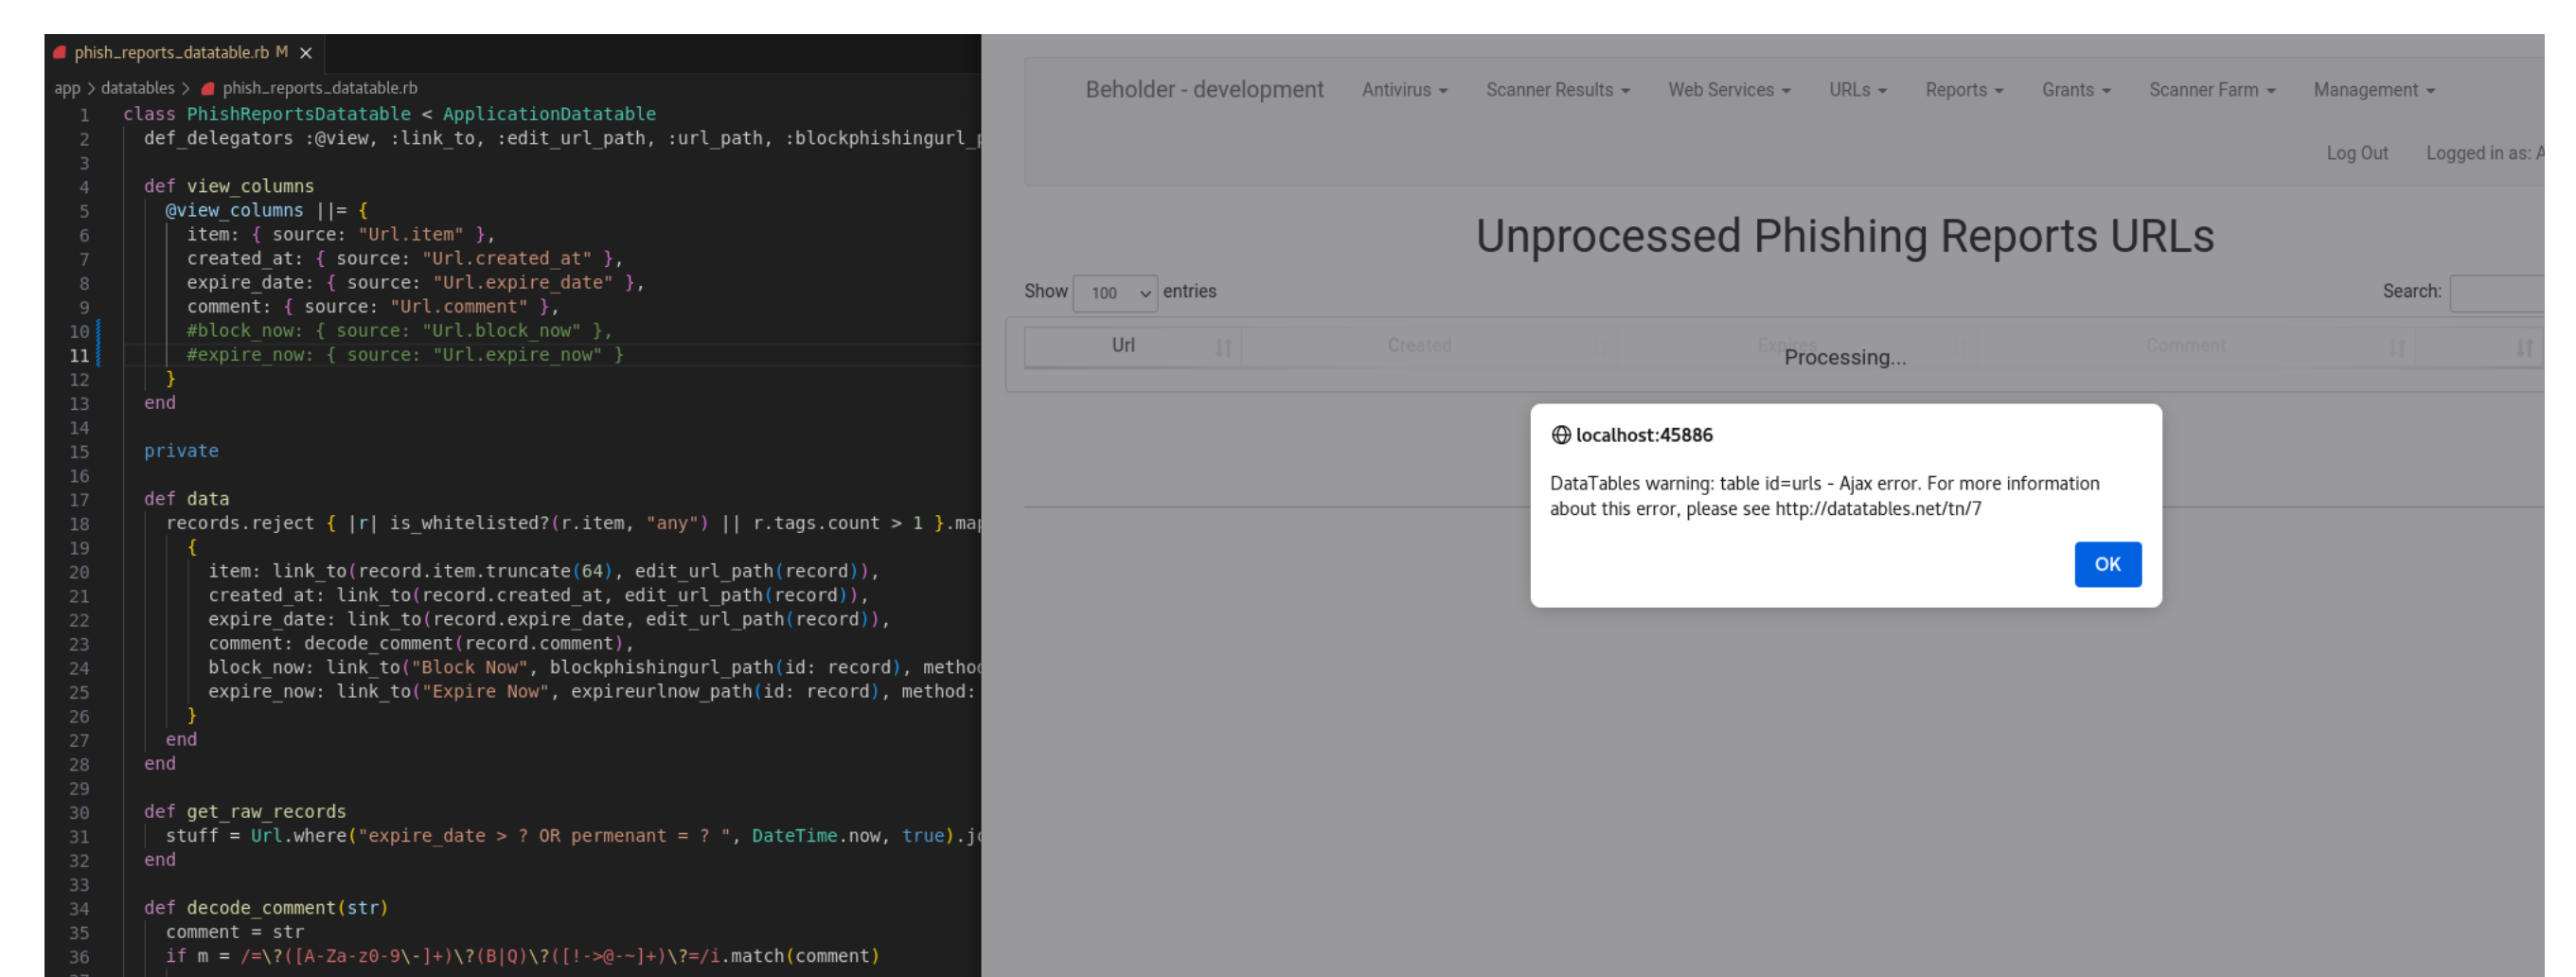 phish_reports_datatable.rb M
app > datatables > phish_reports_datatable.rb
1 class PhishReportsDatatable < ApplicationDatatable
2 def_delegators :@view, :link_to, :edit_url_path, :url_path, :blockphishingurl_p
3
4 def view_columns
5 @view_columns ||= {
6 item: { source: "Url.item" },
7 created_at: { source: "Url.created_at" },
8 expire_date: { source: "Url.expire_date" },
9 comment: { source: "Url.comment" },
10 #block_now: { source: "Url.block_now" },
11 #expire_now: { source: "Url.expire_now" }
12 }
13 end
14
15 private
16
17 def data
18 records.reject { |r| is_whitelisted?(r.item, "any") || r.tags.count > 1 }.map
19 {
20 item: link_to(record.item.truncate(64), edit_url_path(record)),
21 created_at: link_to(record.created_at, edit_url_path(record)),
22 expire_date: link_to(record.expire_date, edit_url_path(record)),
23 comment: decode_comment(record.comment),
24 block_now: link_to("Block Now", blockphishingurl_path(id: record), method
25 expire_now: link_to("Expire Now", expireurlnow_path(id: record), method:
26 }
27 end
28 end
29
30 def get_raw_records
31 stuff = Url.where("expire_date > ? OR permenant = ? ", DateTime.now, true).jo
32 end
33
34 def decode_comment(str)
35 comment = str
36 if m = /=\?([A-Za-z0-9\-]+)\?(B|Q)\?([!->@-~]+)\?=/i.match(comment)
Beholder - development Antivirus Scanner Results Web Services URLs Reports Grants Scanner Farm Management
Log Out Logged in as: A
Unprocessed Phishing Reports URLs
Show 100 entries Search:
Url Created Expires Comment
Processing...
localhost:45886
DataTables warning: table id=urls - Ajax error. For more information
about this error, please see http://datatables.net/tn/7
OK